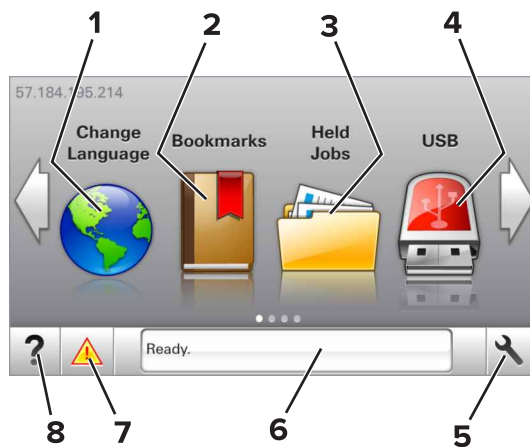 1
2
3
4
57.184.195.214
Change
Language
Bookmarks
Held
Jobs
USB
?
Ready.
8
7
6
5